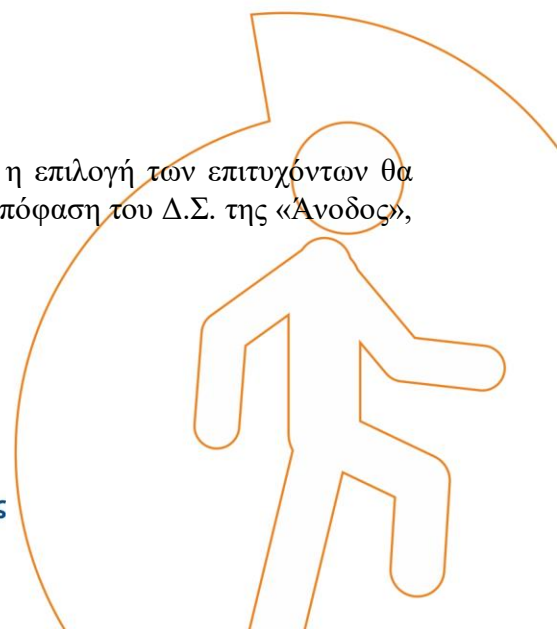 η επιλογή των επιτυχόντων θα
πόφαση του Δ.Σ. της «Άνοδος»,
ς